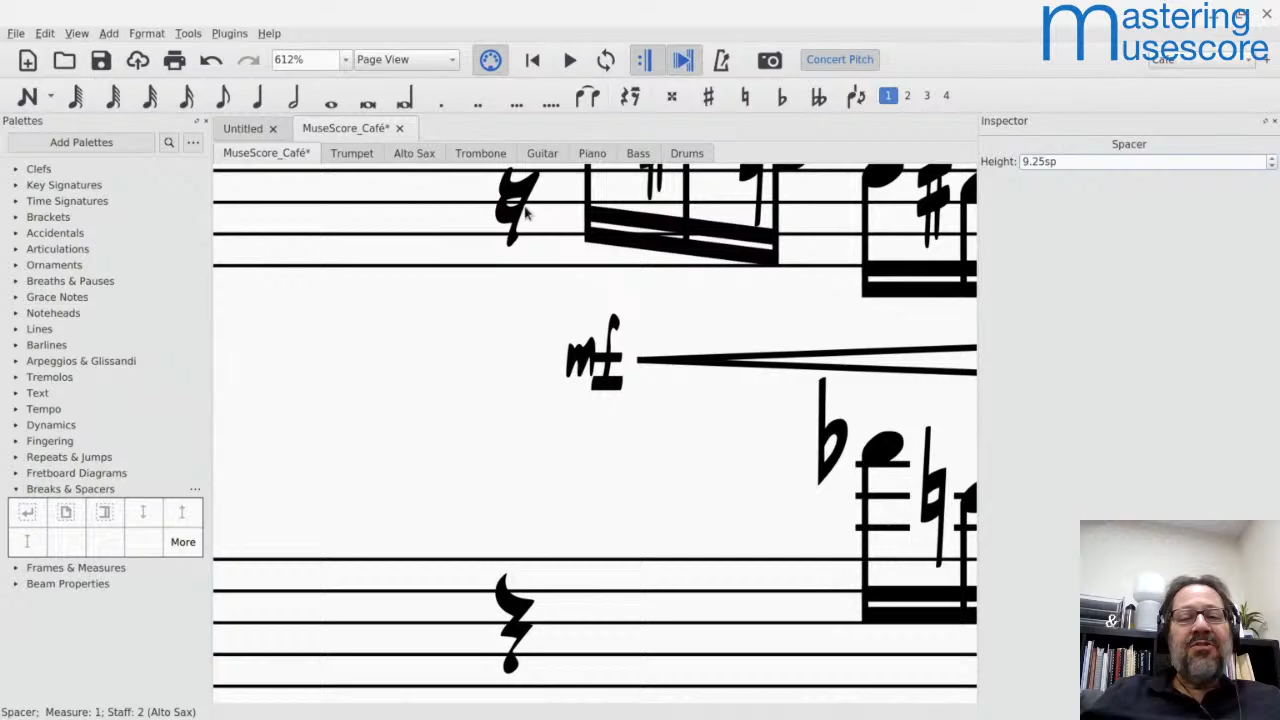 mastering
musescore
File Edit View Add Format Tools Plugins Help
612% Page View Concert Pitch
1 2 3 4
Palettes
Untitled MuseScore_Café*
Inspector
Add Palettes
MuseScore_Café* Trumpet Alto Sax Trombone Guitar Piano Bass Drums
Spacer
Height: 9.25sp
Clefs
Key Signatures
Time Signatures
Brackets
Accidentals
Articulations
Ornaments
Breaths & Pauses
Grace Notes
Noteheads
Lines
Barlines
Arpeggios & Glissandi
Tremolos
Text
Tempo
Dynamics
Fingering
Repeats & Jumps
Fretboard Diagrams
Breaks & Spacers
More
Frames & Measures
Beam Properties
mf
Spacer; Measure: 1; Staff: 2 (Alto Sax)